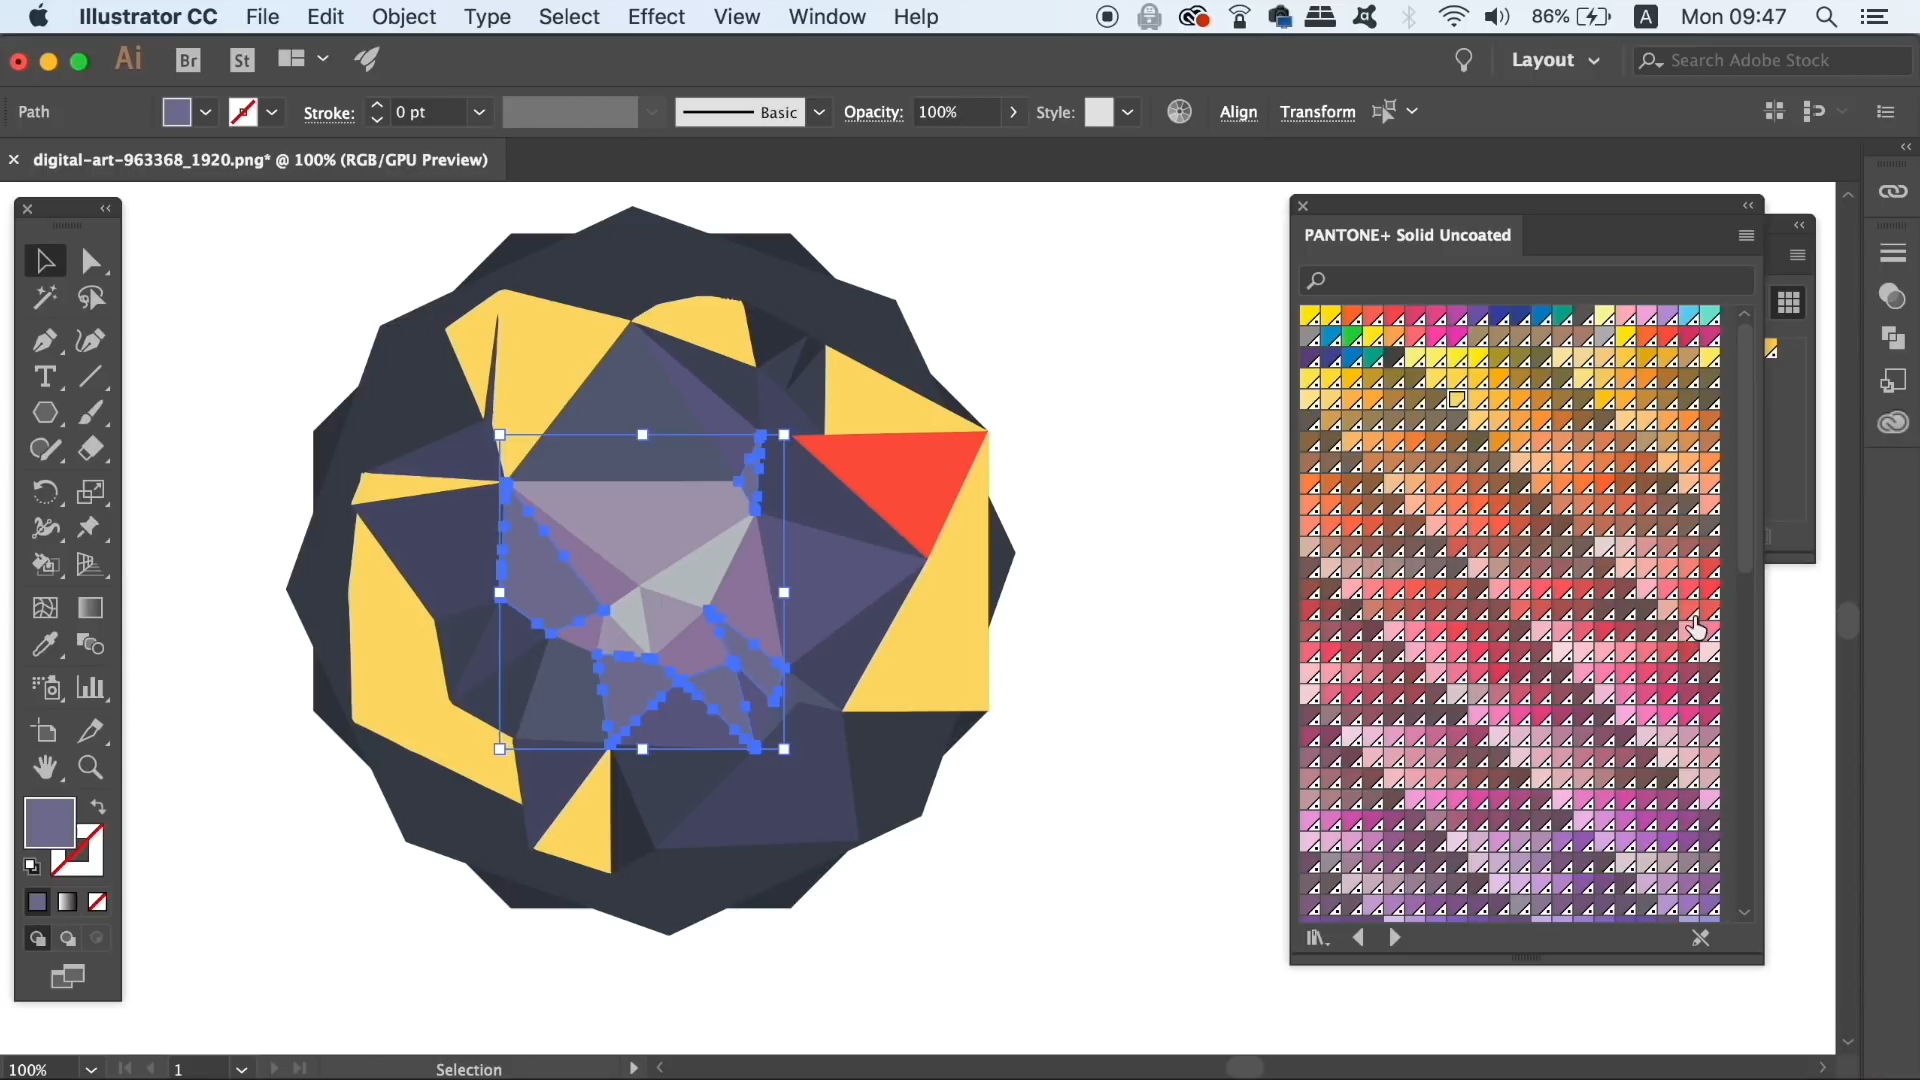 Illustrator CC File Edit Object Type Select Effect View Window Help 86% A Mon 09:47
Ai Br St Layout Search Adobe Stock
Path Stroke: 0 pt Basic Opacity: 100% Style: Align Transform
digital-art-963368_1920.png* @ 100% (RGB/GPU Preview)
PANTONE+ Solid Uncoated
100% 1 Selection